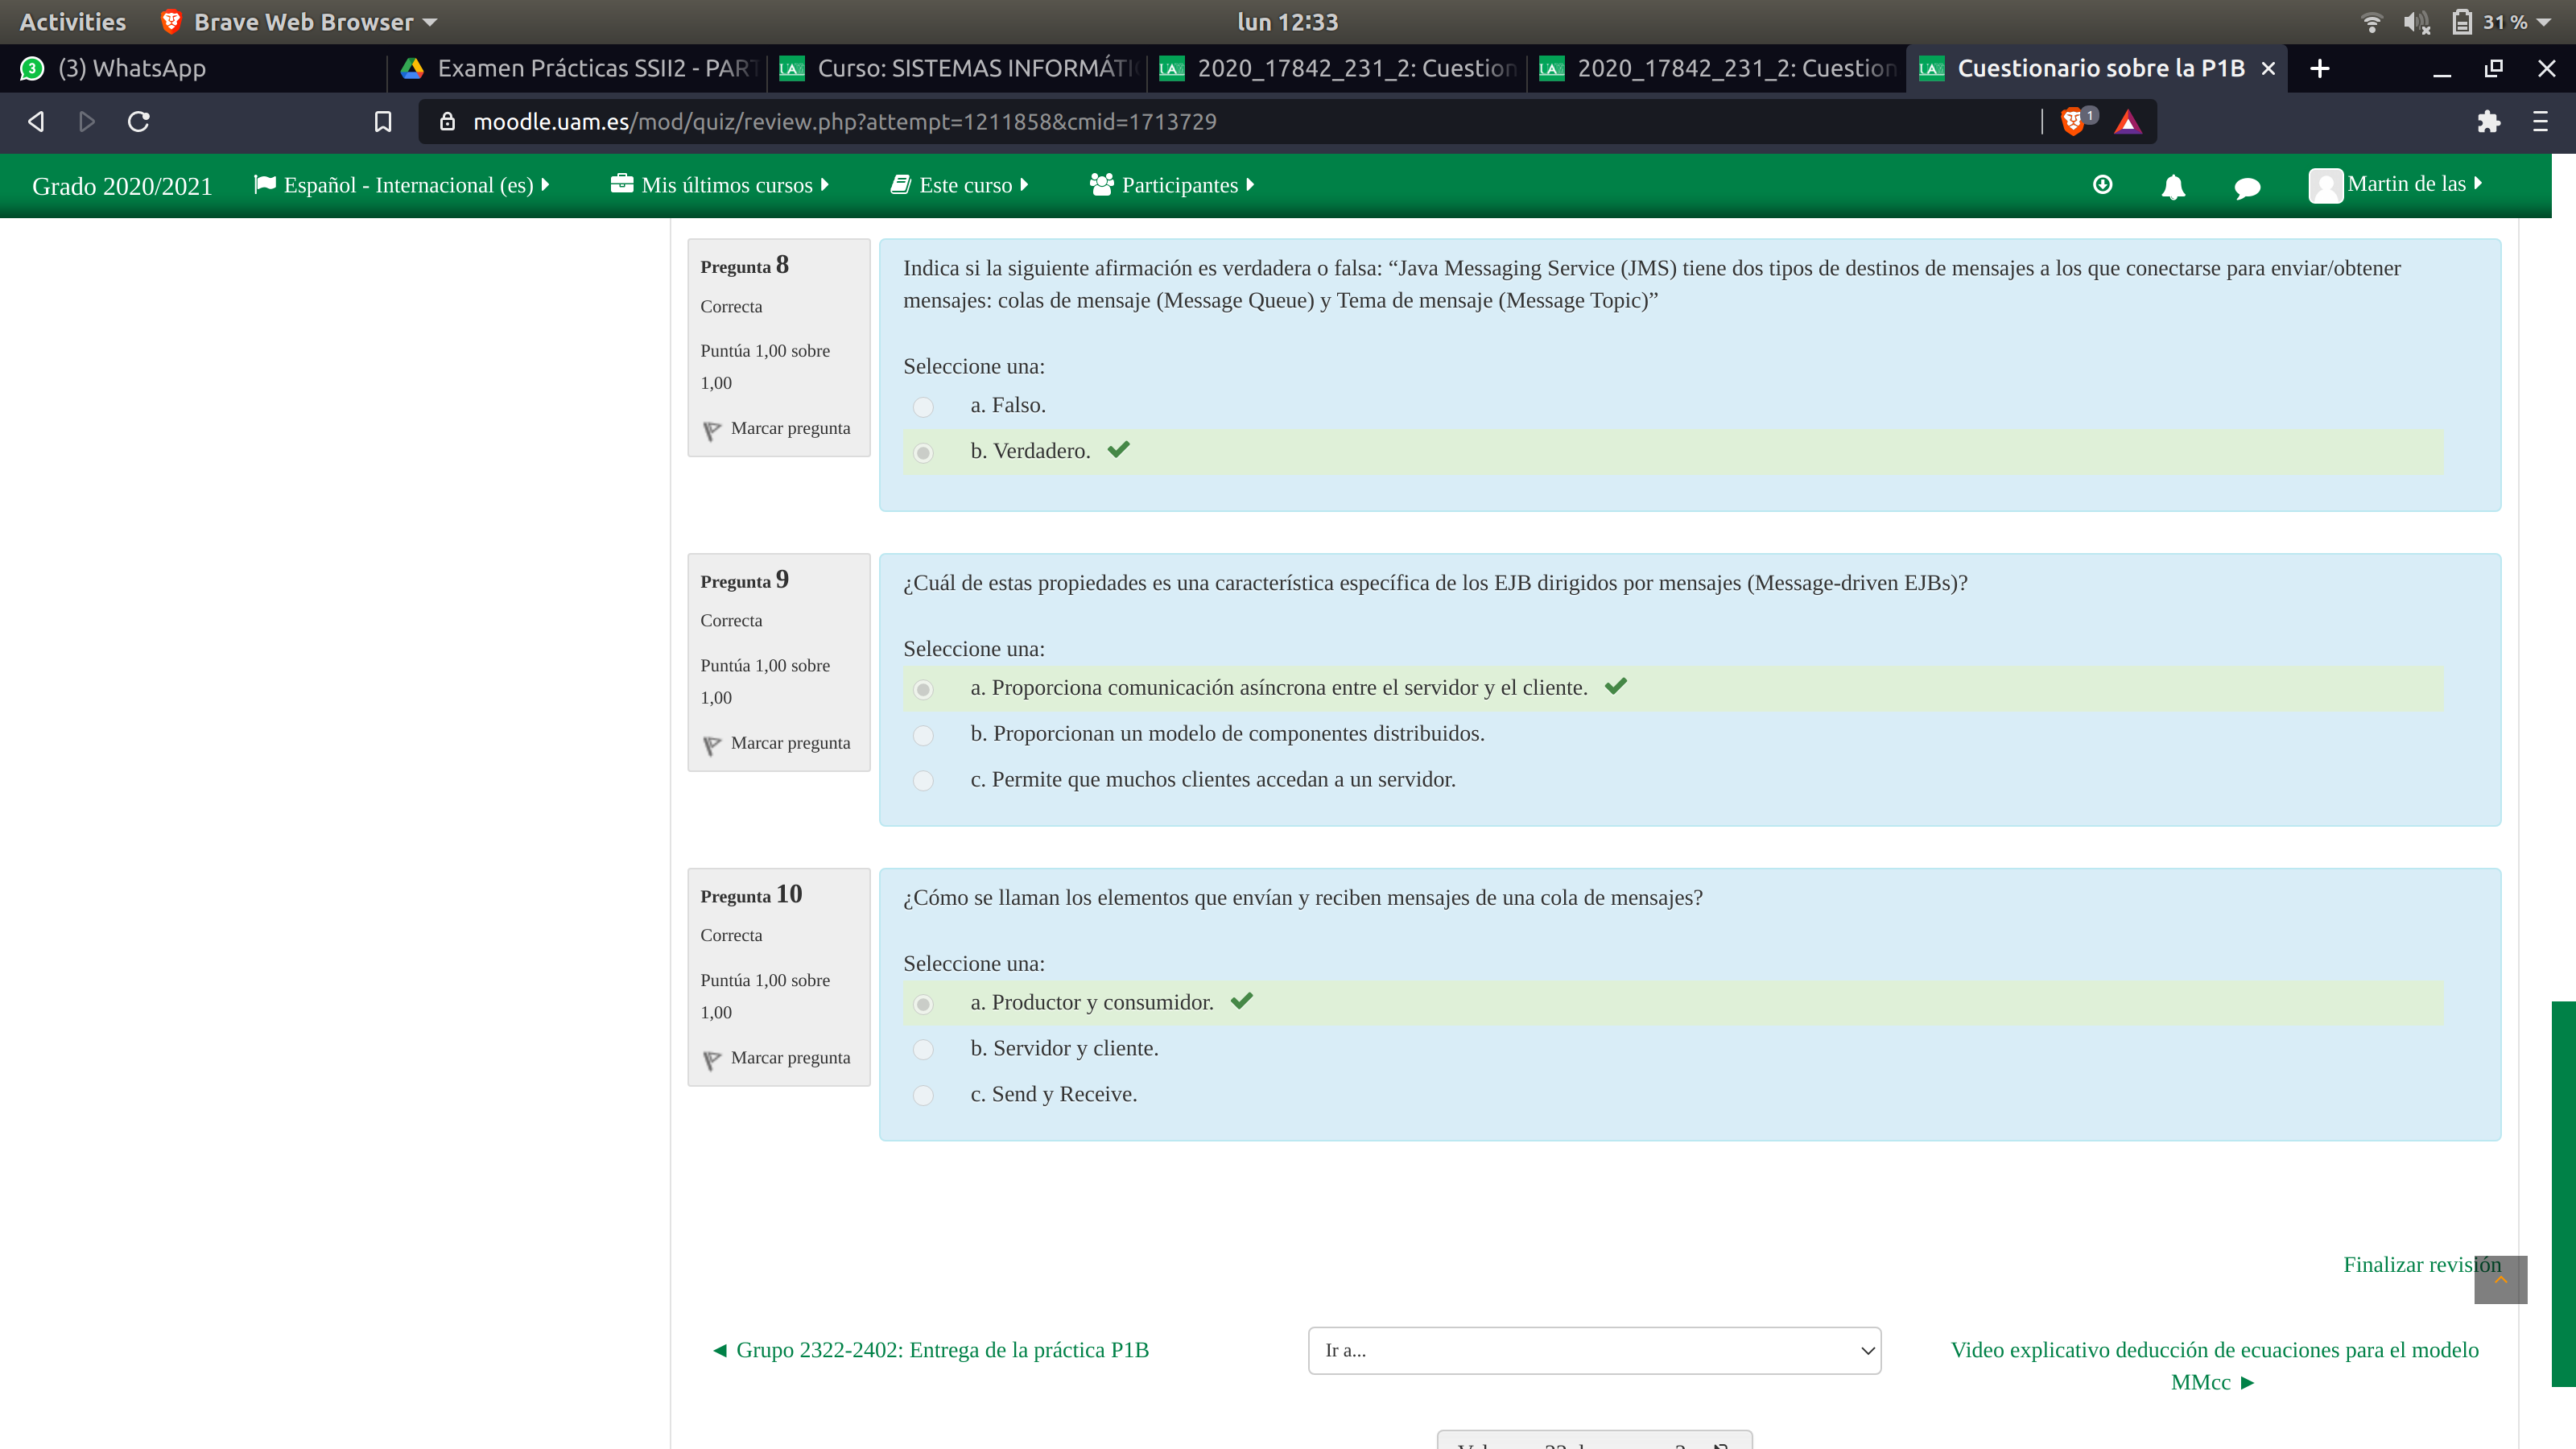 Activities Brave Web Browser lun 12:33 31 %
3 (3) WhatsApp Examen Prácticas SSII2 - PART Curso: SISTEMAS INFORMÁTI 2020_17842_231_2: Cuestion 2020_17842_231_2: Cuestion Cuestionario sobre la P1B
moodle.uam.es/mod/quiz/review.php?attempt=1211858&cmid=1713729 1
Grado 2020/2021 Español - Internacional (es) Mis últimos cursos Este curso Participantes Martin de las
Pregunta 8
Correcta
Puntúa 1,00 sobre
1,00
Marcar pregunta
Indica si la siguiente afirmación es verdadera o falsa: “Java Messaging Service (JMS) tiene dos tipos de destinos de mensajes a los que conectarse para enviar/obtener
mensajes: colas de mensaje (Message Queue) y Tema de mensaje (Message Topic)”
Seleccione una:
a. Falso.
b. Verdadero.
Pregunta 9
Correcta
Puntúa 1,00 sobre
1,00
Marcar pregunta
¿Cuál de estas propiedades es una característica específica de los EJB dirigidos por mensajes (Message-driven EJBs)?
Seleccione una:
a. Proporciona comunicación asíncrona entre el servidor y el cliente.
b. Proporcionan un modelo de componentes distribuidos.
c. Permite que muchos clientes accedan a un servidor.
Pregunta 10
Correcta
Puntúa 1,00 sobre
1,00
Marcar pregunta
¿Cómo se llaman los elementos que envían y reciben mensajes de una cola de mensajes?
Seleccione una:
a. Productor y consumidor.
b. Servidor y cliente.
c. Send y Receive.
Finalizar revisión
◄ Grupo 2322-2402: Entrega de la práctica P1B
Ir a...
Video explicativo deducción de ecuaciones para el modelo
MMcc ►